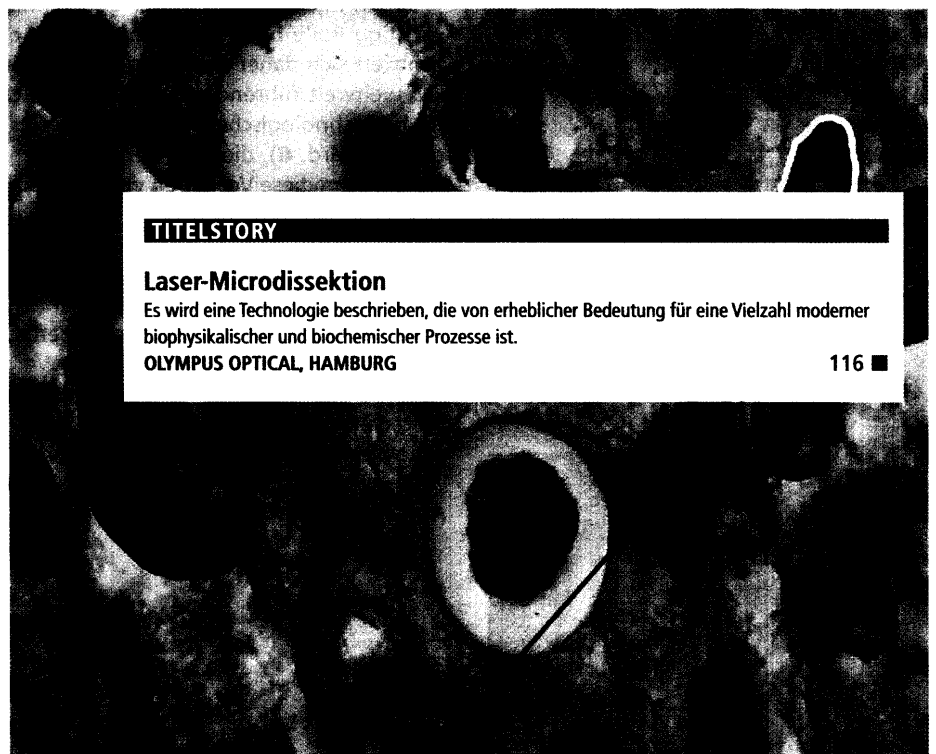 TITELSTORY
Laser-Microdissektion
Es wird eine Technologie beschrieben, die von erheblicher Bedeutung für eine Vielzahl moderner
biophysikalischer und biochemischer Prozesse ist.
OLYMPUS OPTICAL, HAMBURG 116 ■